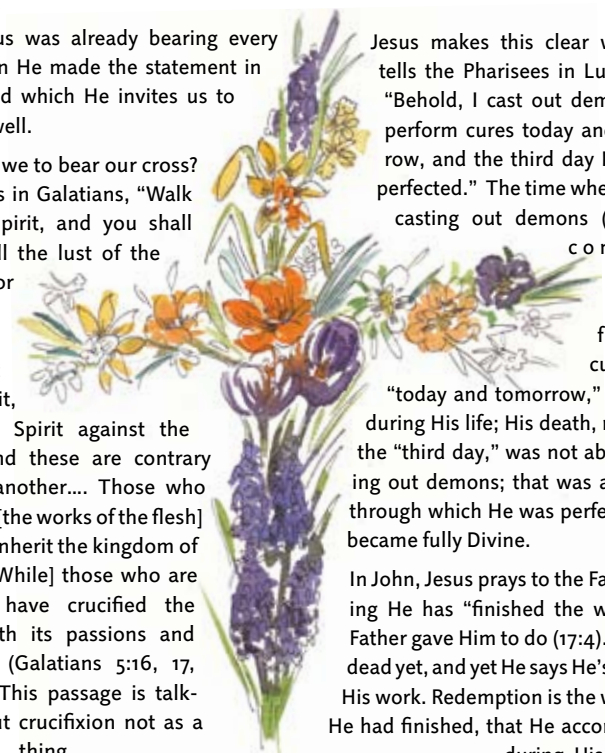 us was already bearing every
n He made the statement in
d which He invites us to
well.
we to bear our cross?
s in Galatians, “Walk
pirit, and you shall
ll the lust of the
or
it,
Spirit against the
nd these are contrary
another.... Those who
[the works of the flesh]
nherit the kingdom of
While] those who are
have crucified the
th its passions and
(Galatians 5:16, 17,
This passage is talk-
ut crucifixion not as a
thing
Jesus makes this clear w
tells the Pharisees in Lu
“Behold, I cast out dem
perform cures today an
row, and the third day I
perfected.” The time whe
casting out demons (
con
f
cu
“today and tomorrow,”
during His life; His death, r
the “third day,” was not ab
ing out demons; that was a
through which He was perfe
became fully Divine.
In John, Jesus prays to the Fa
ing He has “finished the w
Father gave Him to do (17:4).
dead yet, and yet He says He’s
His work. Redemption is the w
He had finished, that He accor
during His